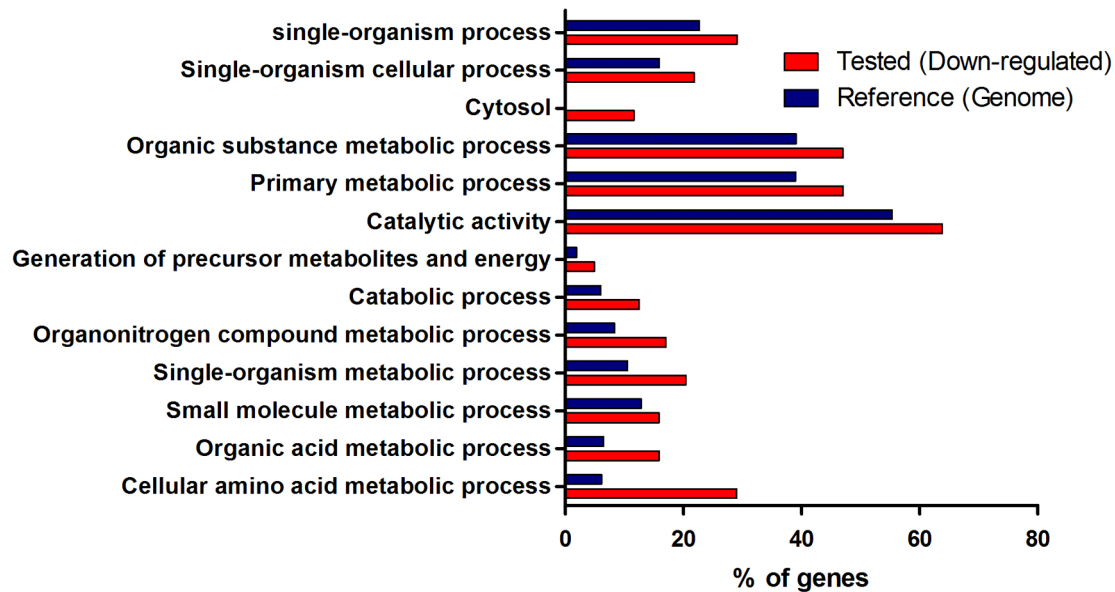 single-organism process
Single-organism cellular process
Cytosol
Organic substance metabolic process
Primary metabolic process
Catalytic activity
Generation of precursor metabolites and energy
Catabolic process
Organonitrogen compound metabolic process
Single-organism metabolic process
Small molecule metabolic process
Organic acid metabolic process
Cellular amino acid metabolic process
Tested (Down-regulated)
Reference (Genome)
0 20 40 60 80
% of genes